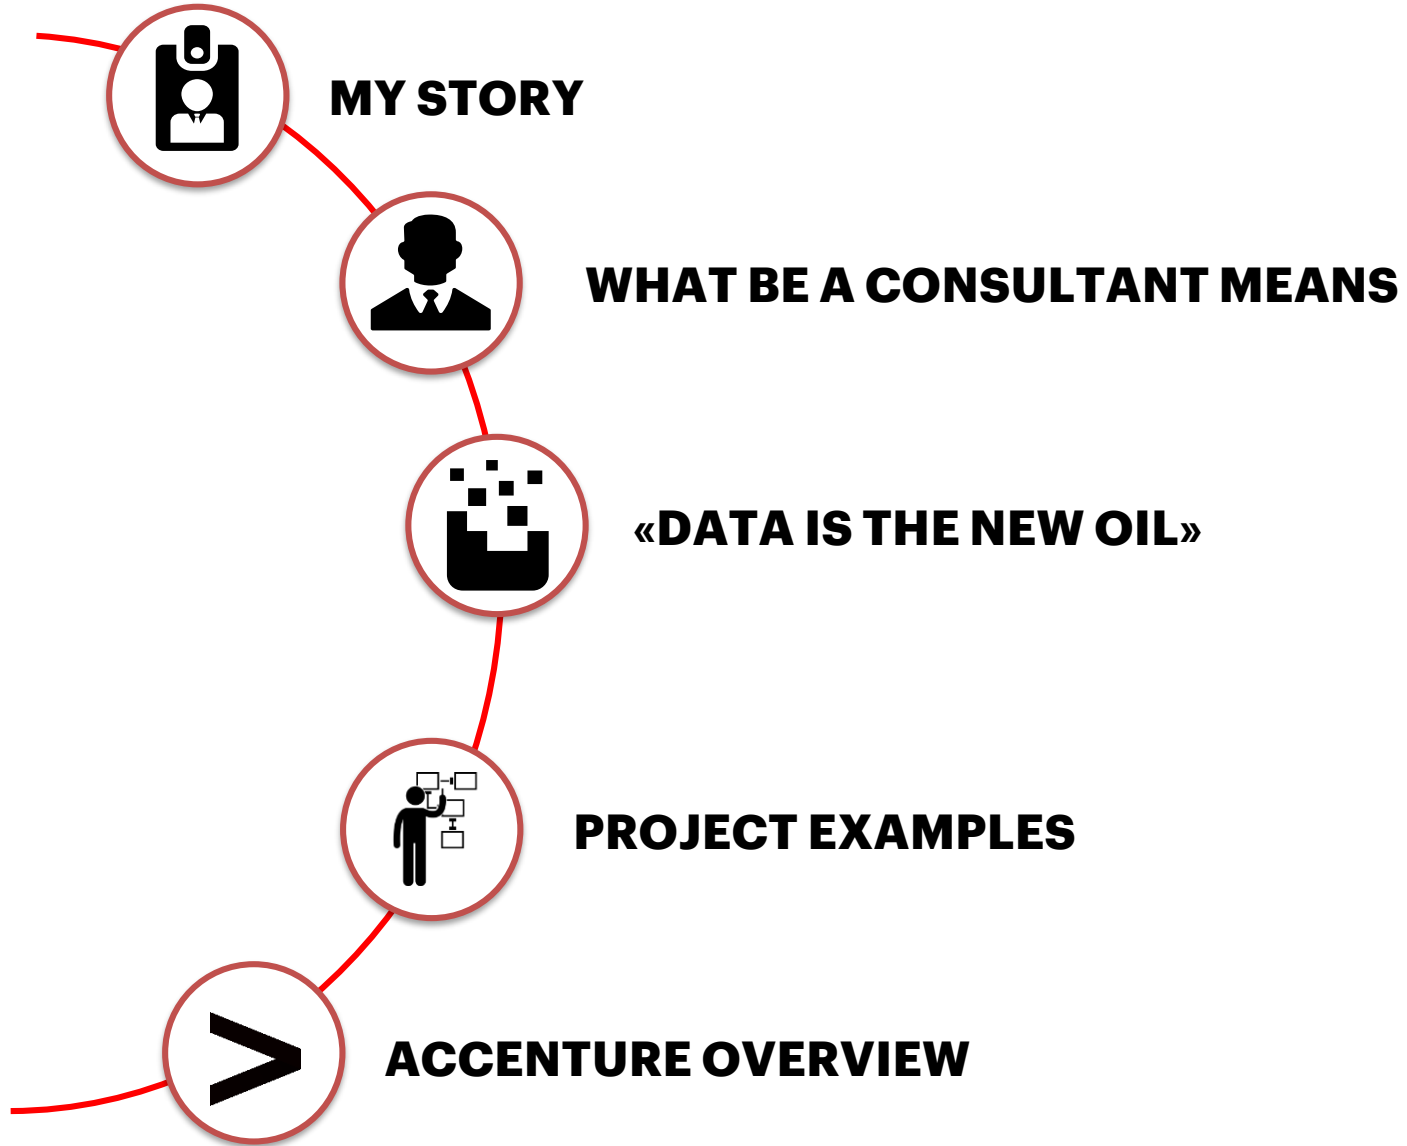 MY STORY
WHAT BE A CONSULTANT MEANS
«DATA IS THE NEW OIL»
PROJECT EXAMPLES
ACCENTURE OVERVIEW